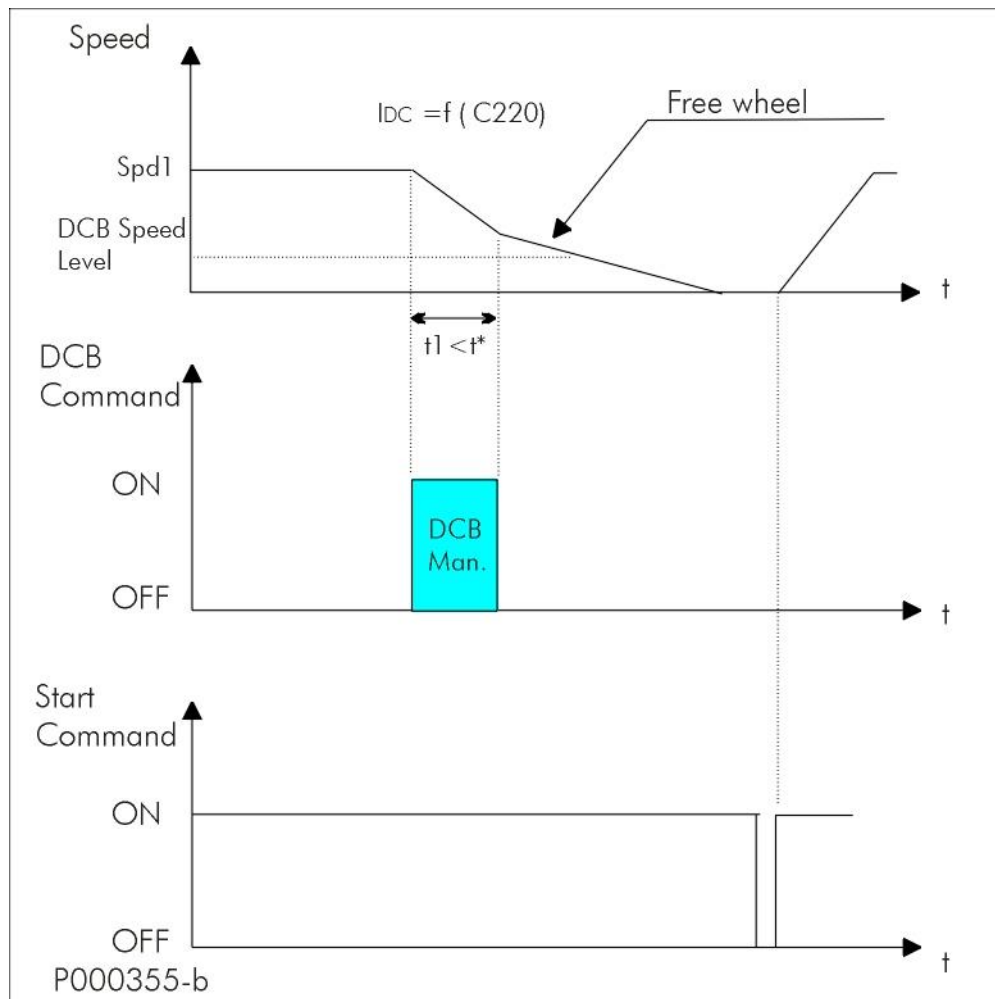 Speed
IDC =f ( C220)
Free wheel
Spd1
DCB Speed
Level
t
t1 <t*
DCB
Command
ON
DCB
Man.
OFF
t
Start
Command
ON
OFF
t
P000355-b